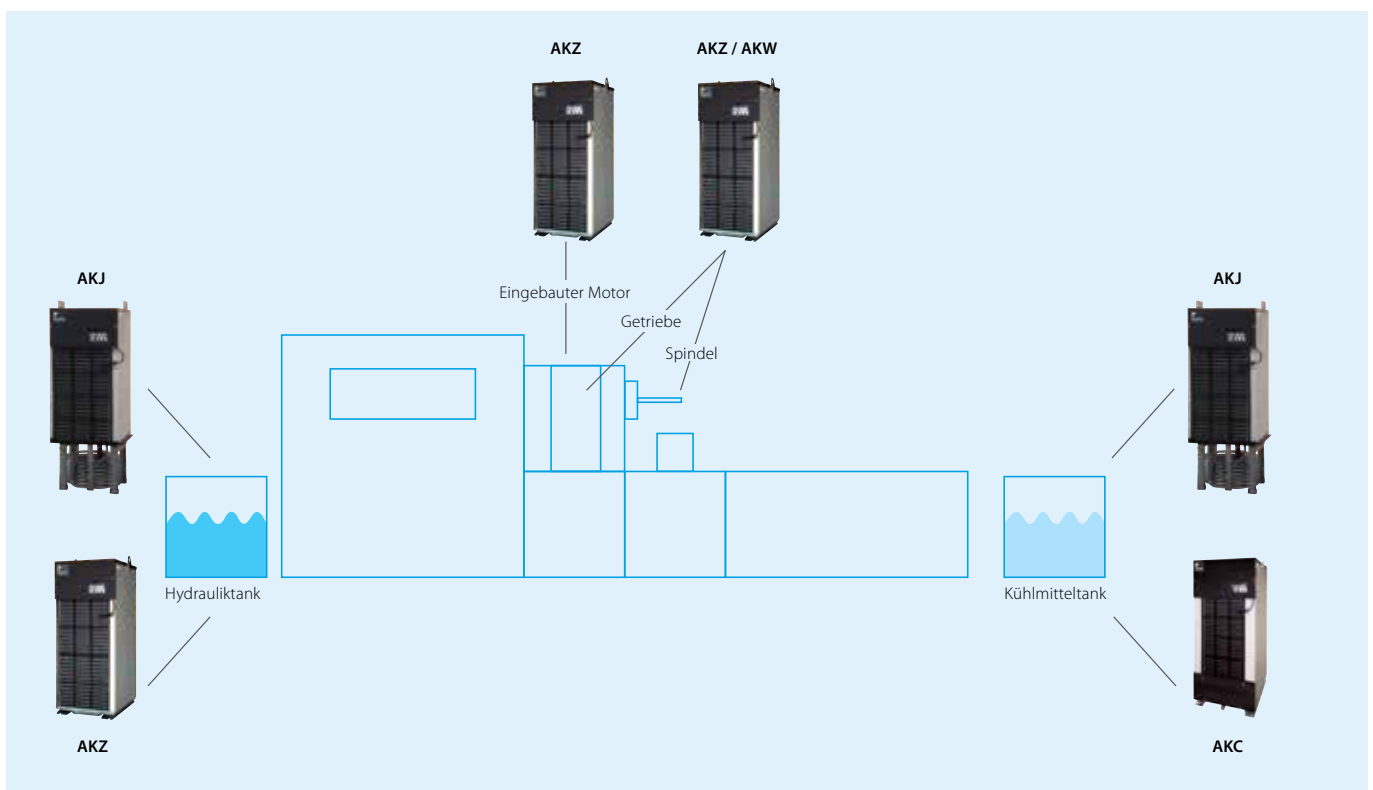 AKZ
AKZ / AKW
AKJ
AKJ
Eingebauter Motor
Getriebe
Spindel
Hydrauliktank
Kühlmitteltank
AKZ
AKC